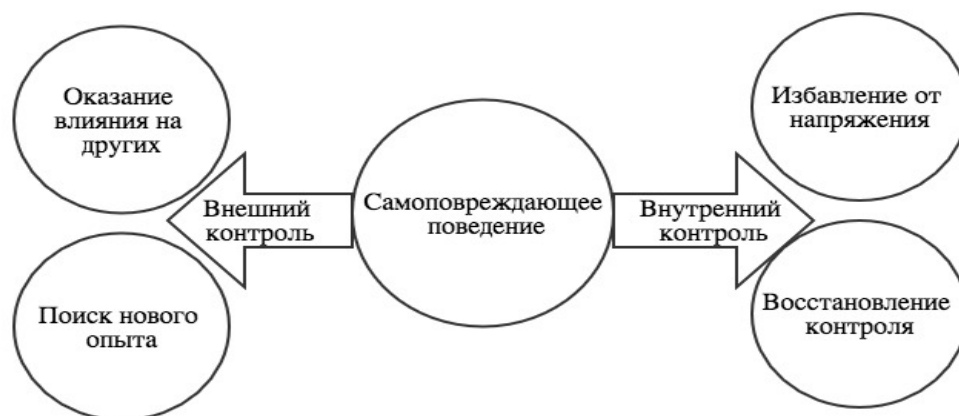 Оказание
влияния на
других
Поиск нового
опыта
Внешний
контроль
Самоповреждающее
поведение
Внутренний
контроль
Избавление от
напряжения
Восстановление
контроля